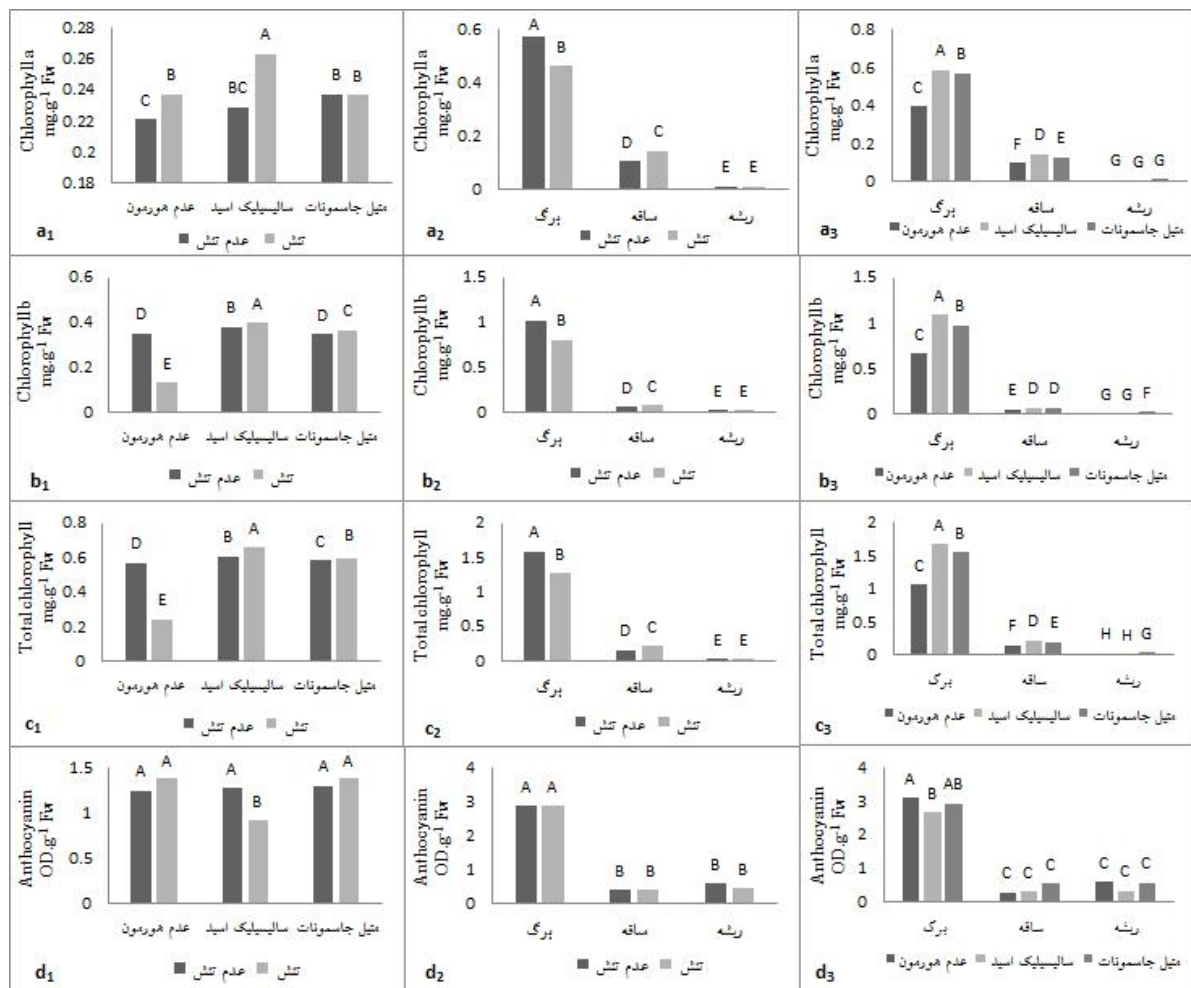 Chlorophyll a
mg.g-1 Fw
0.28
0.26
0.24
0.22
0.2
0.18
C B BC A B B
عدم هورمون سالیسیلیک اسید متیل جاسمونات
عدم تنش تنش
a1
Chlorophyll a
mg.g-1 Fw
0.6
0.4
0.2
0
A B D C E E
برگ ساقه ریشه
عدم تنش تنش
a2
Chlorophyll a
mg.g-1 Fw
0.8
0.6
0.4
0.2
0
C A B F D E G G G
برگ ساقه ریشه
عدم هورمون سالیسیلیک اسید متیل جاسمونات
a3
Chlorophyll b
mg.g-1 Fw
0.6
0.4
0.2
0
D E B A D C
عدم هورمون سالیسیلیک اسید متیل جاسمونات
عدم تنش تنش
b1
Chlorophyll b
mg.g-1 Fw
1.5
1
0.5
0
A B D C E E
برگ ساقه ریشه
عدم تنش تنش
b2
Chlorophyll b
mg.g-1 Fw
1.5
1
0.5
0
C A B E D D G G F
برگ ساقه ریشه
عدم هورمون سالیسیلیک اسید متیل جاسمونات
b3
Total chlorophyll
mg.g-1 Fw
0.8
0.6
0.4
0.2
0
D E B A C B
عدم هورمون سالیسیلیک اسید متیل جاسمونات
عدم تنش تنش
c1
Total chlorophyll
mg.g-1 Fw
2
1.5
1
0.5
0
A B D C E E
برگ ساقه ریشه
عدم تنش تنش
c2
Total chlorophyll
mg.g-1 Fw
2
1.5
1
0.5
0
C A B F D E H H G
برگ ساقه ریشه
عدم هورمون سالیسیلیک اسید متیل جاسمونات
c3
Anthocyanin
OD.g-1 Fw
1.5
1
0.5
0
A A A B A A
عدم هورمون سالیسیلیک اسید متیل جاسمونات
عدم تنش تنش
d1
Anthocyanin
OD.g-1 Fw
4
3
2
1
0
A A B B B B
برگ ساقه ریشه
عدم تنش تنش
d2
Anthocyanin
OD.g-1 Fw
4
3
2
1
0
A B AB C C C C C C
برگ ساقه ریشه
عدم هورمون سالیسیلیک اسید متیل جاسمونات
d3